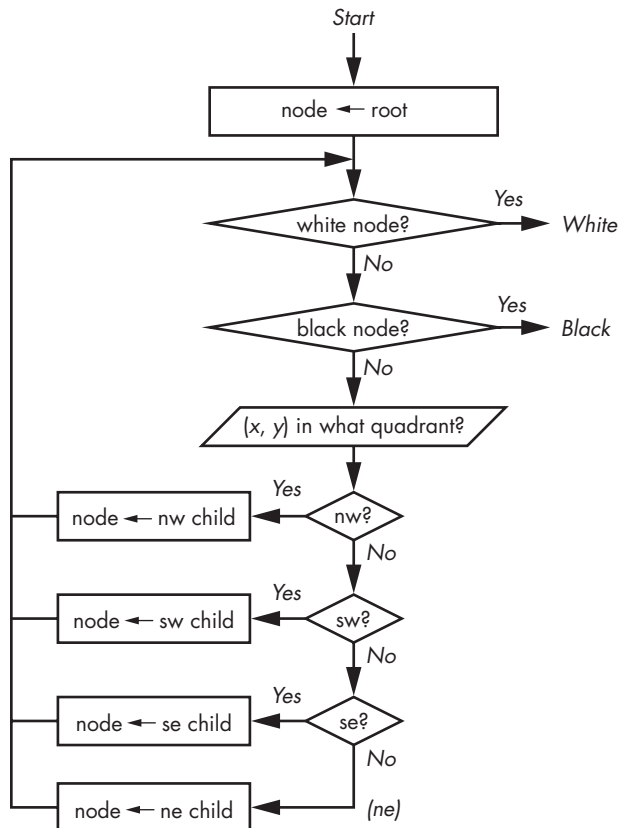 Start
node ← root
Yes
white node?
White
No
Yes
black node?
Black
No
(x, y) in what quadrant?
Yes
node ← nw child
nw?
No
Yes
node ← sw child
sw?
No
Yes
node ← se child
se?
No
node ← ne child
(ne)